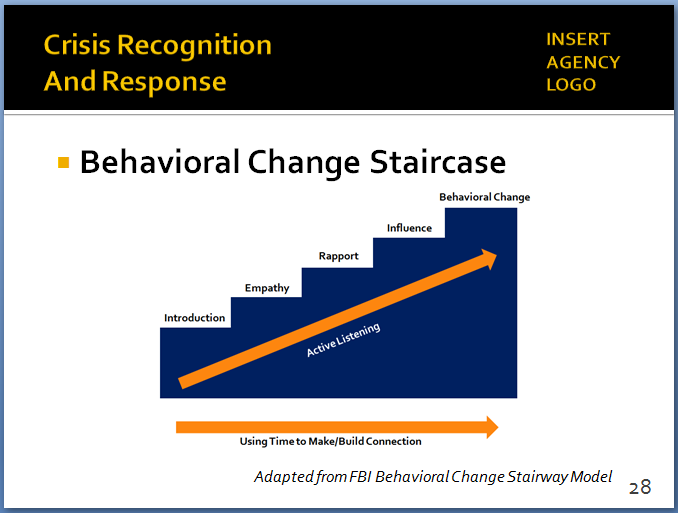 Crisis Recognition
And Response
INSERT
AGENCY
LOGO
Behavioral Change Staircase
Behavioral Change
Influence
Rapport
Empathy
Introduction
Active Listening
Using Time to Make/Build Connection
Adapted from FBI Behavioral Change Stairway Model
28